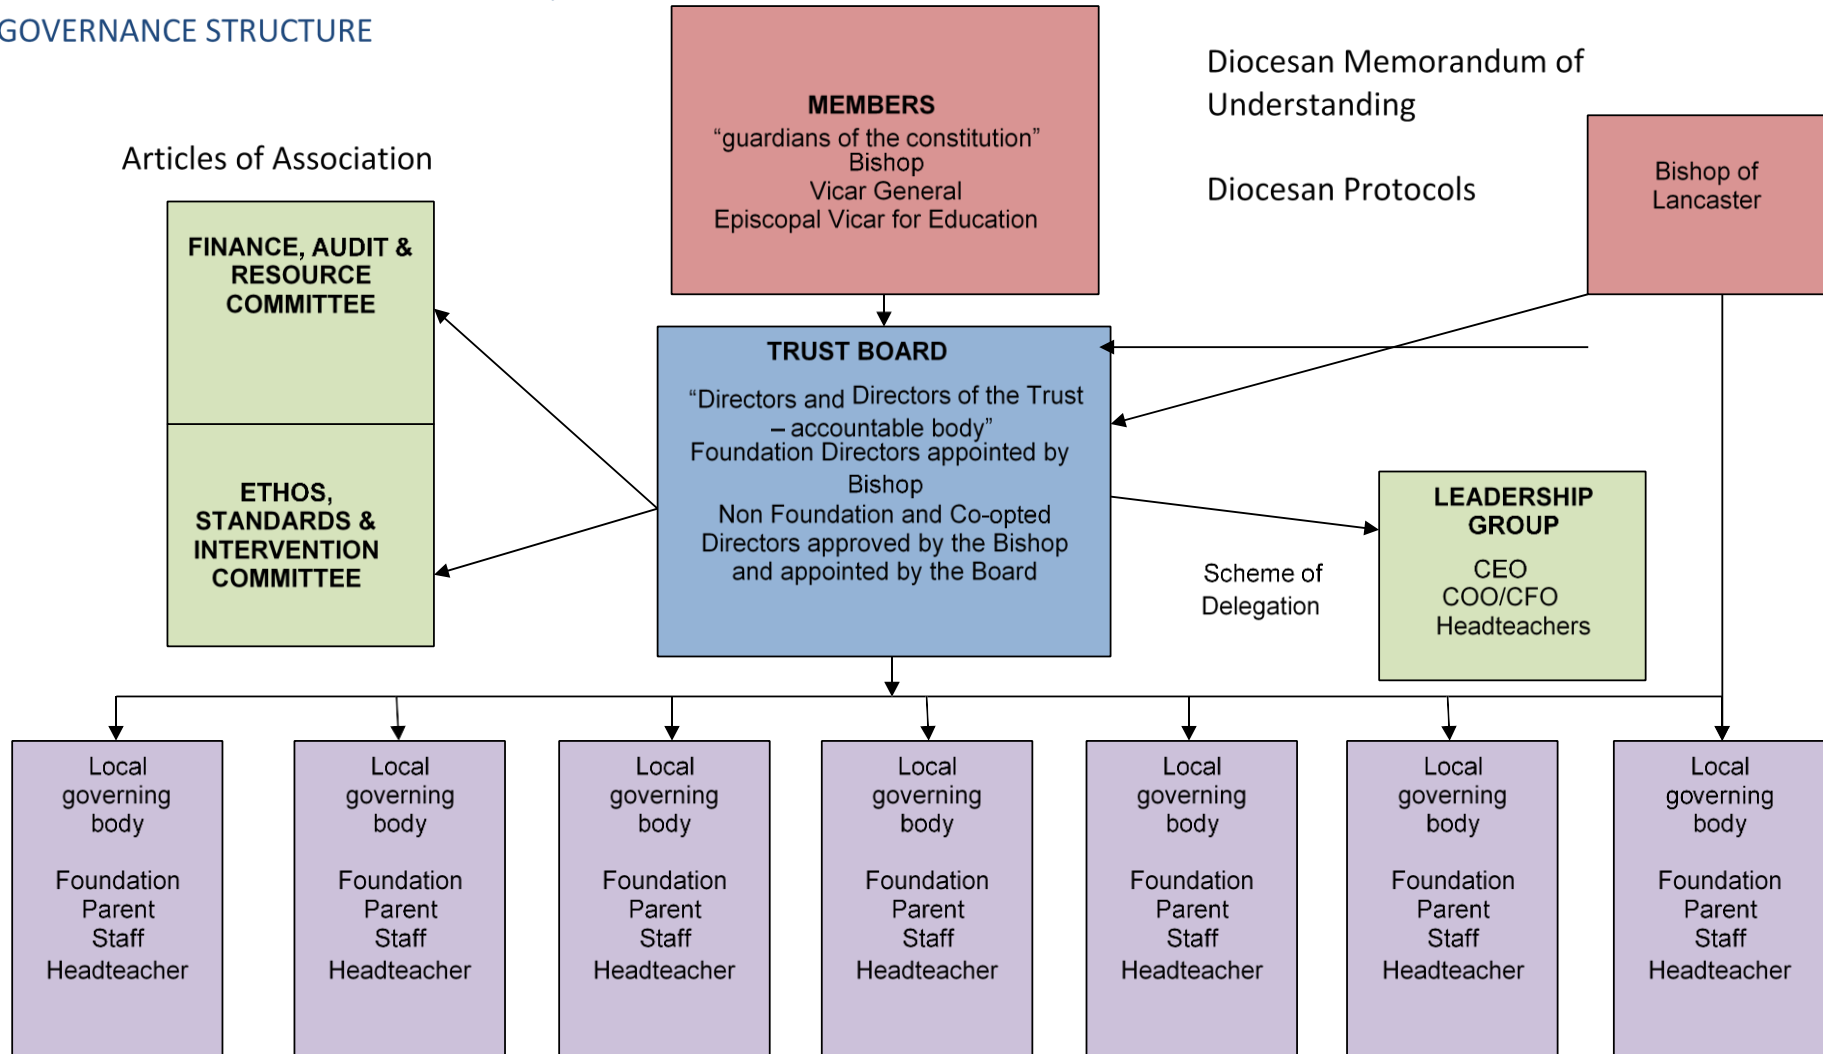 GOVERNANCE STRUCTURE
Articles of Association
MEMBERS
“guardians of the constitution”
Bishop
Vicar General
Episcopal Vicar for Education
Diocesan Memorandum of
Understanding
Diocesan Protocols
Bishop of
Lancaster
FINANCE, AUDIT &
RESOURCE
COMMITTEE
ETHOS,
STANDARDS &
INTERVENTION
COMMITTEE
TRUST BOARD
“Directors and Directors of the Trust
– accountable body”
Foundation Directors appointed by
Bishop
Non Foundation and Co-opted
Directors approved by the Bishop
and appointed by the Board
Scheme of
Delegation
LEADERSHIP
GROUP
CEO
COO/CFO
Headteachers
Local
governing
body
Foundation
Parent
Staff
Headteacher
Local
governing
body
Foundation
Parent
Staff
Headteacher
Local
governing
body
Foundation
Parent
Staff
Headteacher
Local
governing
body
Foundation
Parent
Staff
Headteacher
Local
governing
body
Foundation
Parent
Staff
Headteacher
Local
governing
body
Foundation
Parent
Staff
Headteacher
Local
governing
body
Foundation
Parent
Staff
Headteacher